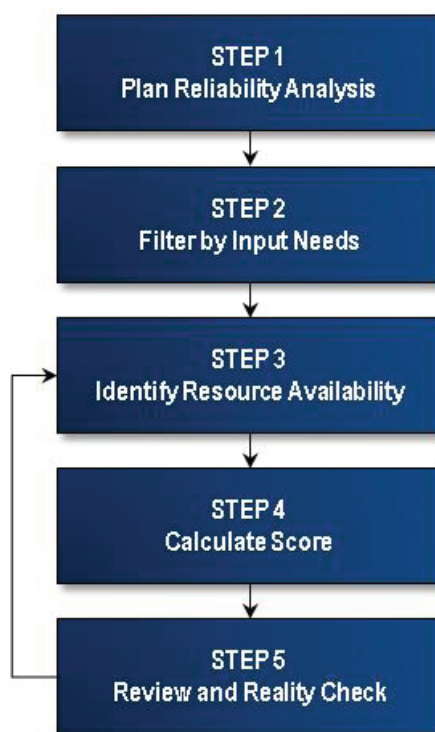 STEP 1
Plan Reliability Analysis
STEP 2
Filter by Input Needs
STEP 3
Identify Resource Availability
STEP 4
Calculate Score
STEP 5
Review and Reality Check